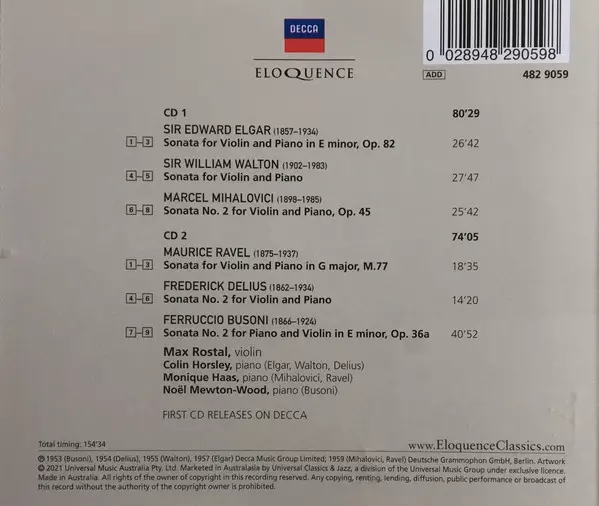 DECCA
ELOQUENCE
0 028948 290598
ADD 482 9059
CD 1 80'29
SIR EDWARD ELGAR (1857–1934)
1–3 Sonata for Violin and Piano in E minor, Op. 82 26'42
SIR WILLIAM WALTON (1902–1983)
4–5 Sonata for Violin and Piano 27'47
MARCEL MIHALOVICI (1898–1985)
6–8 Sonata No. 2 for Violin and Piano, Op. 45 25'42
CD 2 74'05
MAURICE RAVEL (1875–1937)
1–3 Sonata for Violin and Piano in G major, M.77 18'35
FREDERICK DELIUS (1862–1934)
4–6 Sonata No. 2 for Violin and Piano 14'20
FERRUCCIO BUSONI (1866–1924)
7–9 Sonata No. 2 for Piano and Violin in E minor, Op. 36a 40'52
Max Rostal, violin
Colin Horsley, piano (Elgar, Walton, Delius)
Monique Haas, piano (Mihalovici, Ravel)
Noël Mewton-Wood, piano (Busoni)
FIRST CD RELEASES ON DECCA
Total timing: 154'34 www.EloquenceClassics.com
℗ 1953 (Busoni), 1954 (Delius), 1955 (Walton), 1957 (Elgar) Decca Music Group Limited; 1959 (Mihalovici, Ravel) Deutsche Grammophon GmbH, Berlin. Artwork
© 2021 Universal Music Australia Pty. Ltd. Marketed in Australasia by Universal Classics & Jazz, a division of the Universal Music Group under exclusive licence.
Made in Australia. All rights of the owner of copyright in this recording reserved. Any copying, renting, lending, diffusion, public performance or broadcast of
this record without the authority of the copyright owner is prohibited.